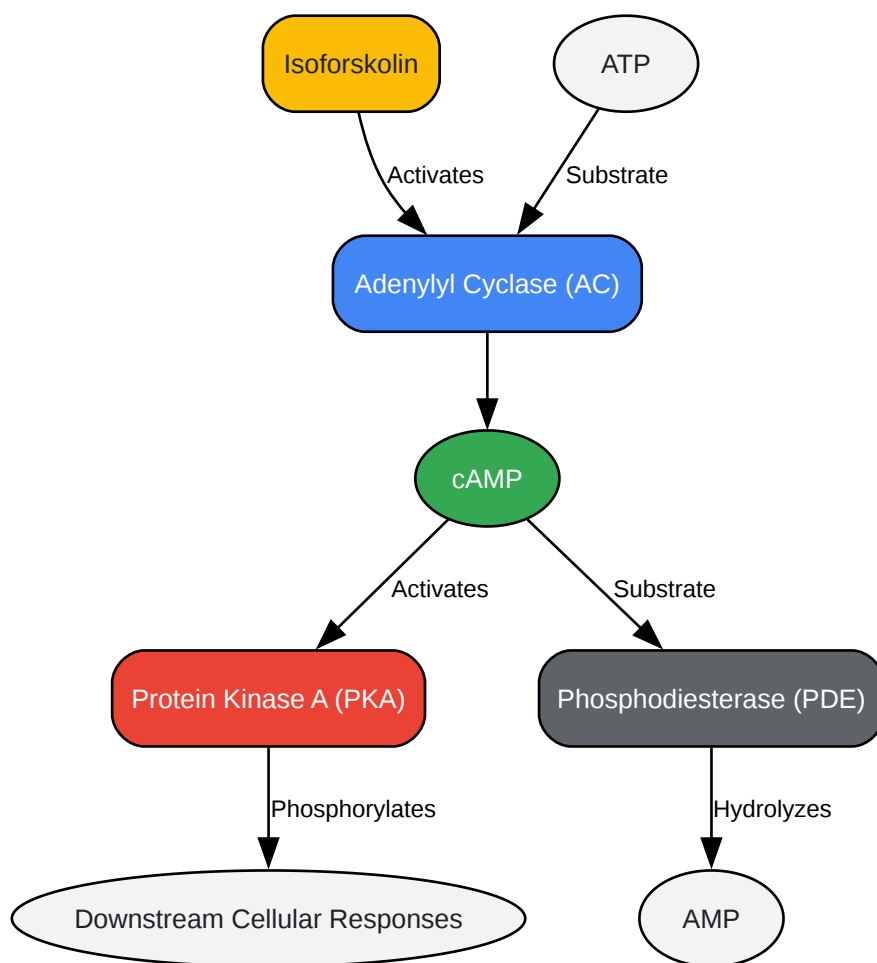 Isoforskolin
ATP
Activates
Substrate
Adenylyl Cyclase (AC)
cAMP
Activates
Substrate
Protein Kinase A (PKA)
Phosphodiesterase (PDE)
Phosphorylates
Hydrolyzes
Downstream Cellular Responses
AMP